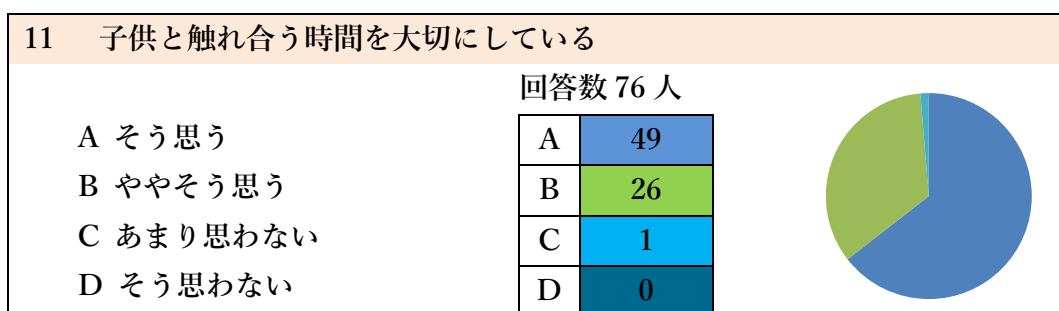 11 子供と触れ合う時間を大切にしている
回答数 76 人
A そう思う
B ややそう思う
C あまり思わない
D そう思わない
A 49
B 26
C 1
D 0